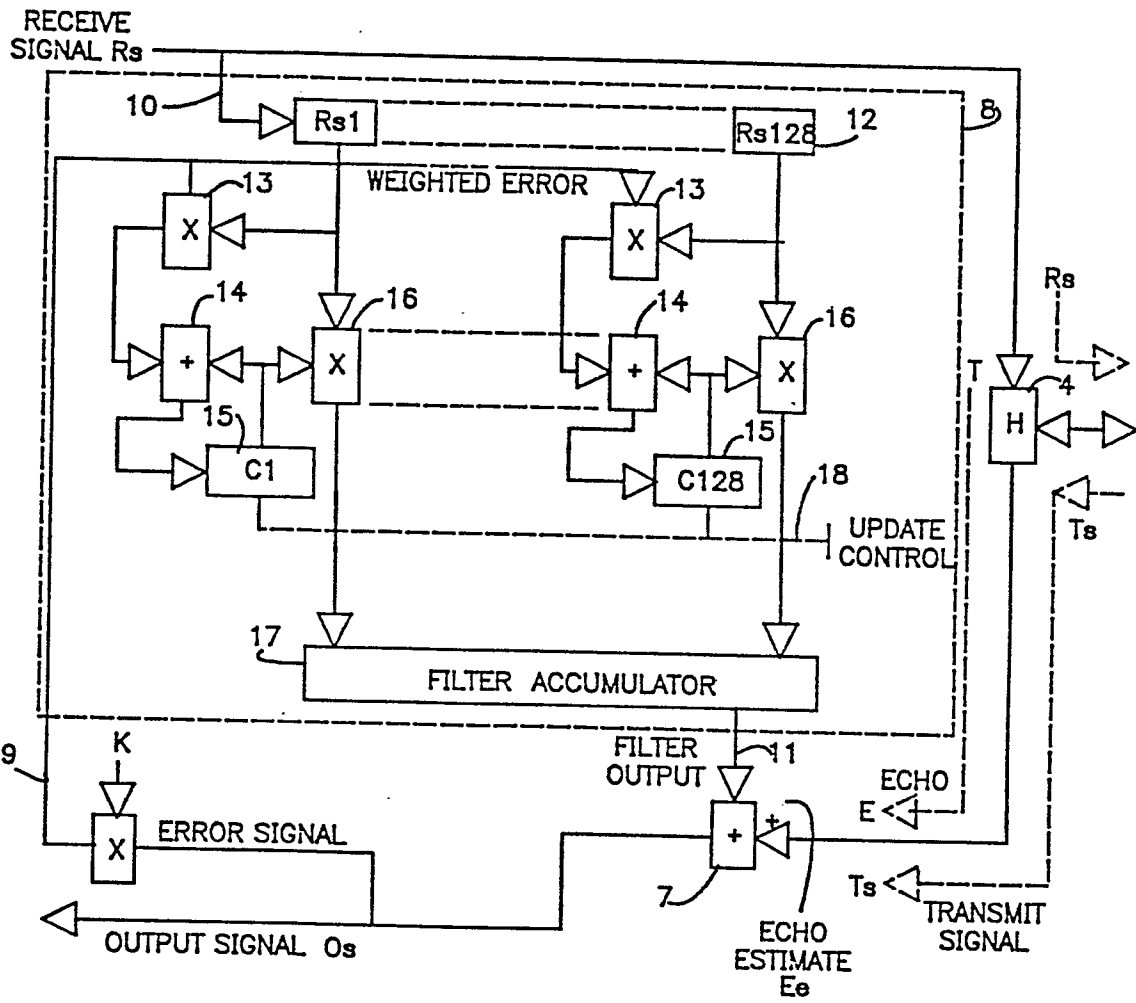 RECEIVE
SIGNAL Rs
10
Rs1
Rs128
12
8
WEIGHTED ERROR
13
13
X
X
14
14
16
16
Rs
+
X
+
X
T
4
H
15
15
C1
C128
18
UPDATE
CONTROL
Ts
17
FILTER ACCUMULATOR
9
K
FILTER
OUTPUT
11
ECHO
E
X
ERROR SIGNAL
+
+
7
Ts
TRANSMIT
SIGNAL
OUTPUT SIGNAL Os
ECHO
ESTIMATE
Ee